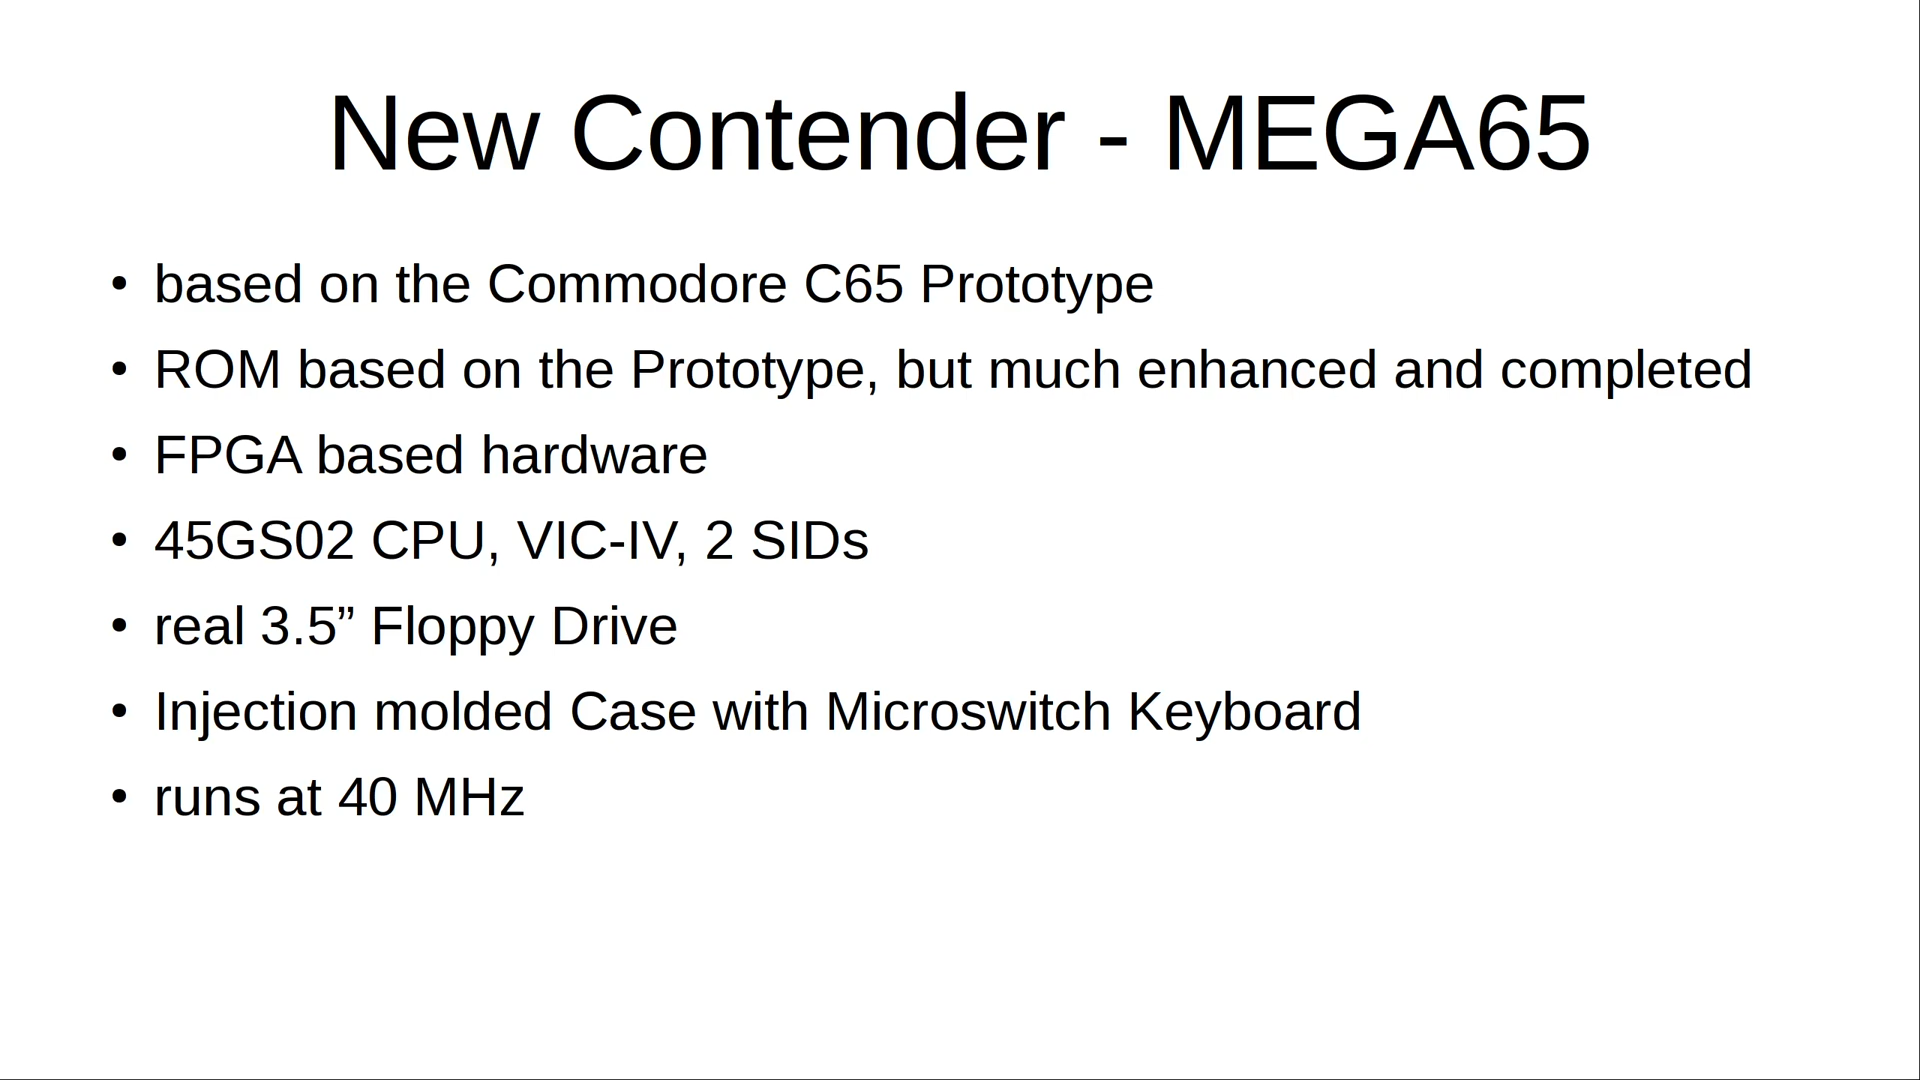 New Contender - MEGA65
• based on the Commodore C65 Prototype
• ROM based on the Prototype, but much enhanced and completed
• FPGA based hardware
• 45GS02 CPU, VIC-IV, 2 SIDs
• real 3.5” Floppy Drive
• Injection molded Case with Microswitch Keyboard
• runs at 40 MHz